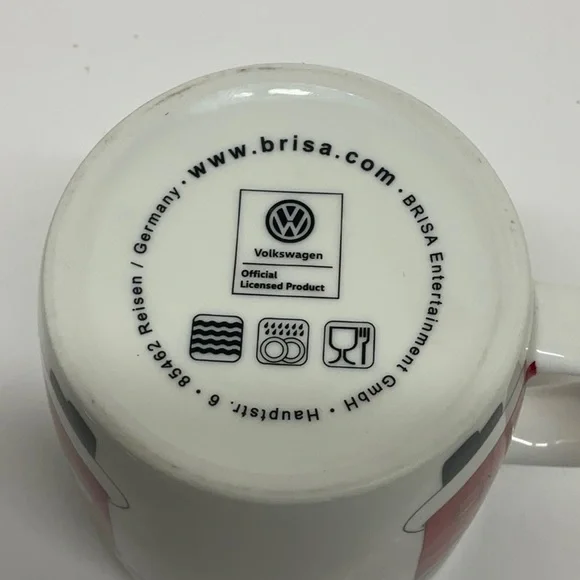 www.brisa.com · BRISA Entertainment GmbH · Hauptstr. 6 · 85462 Reisen / Germany ·
Volkswagen
Official
Licensed Product